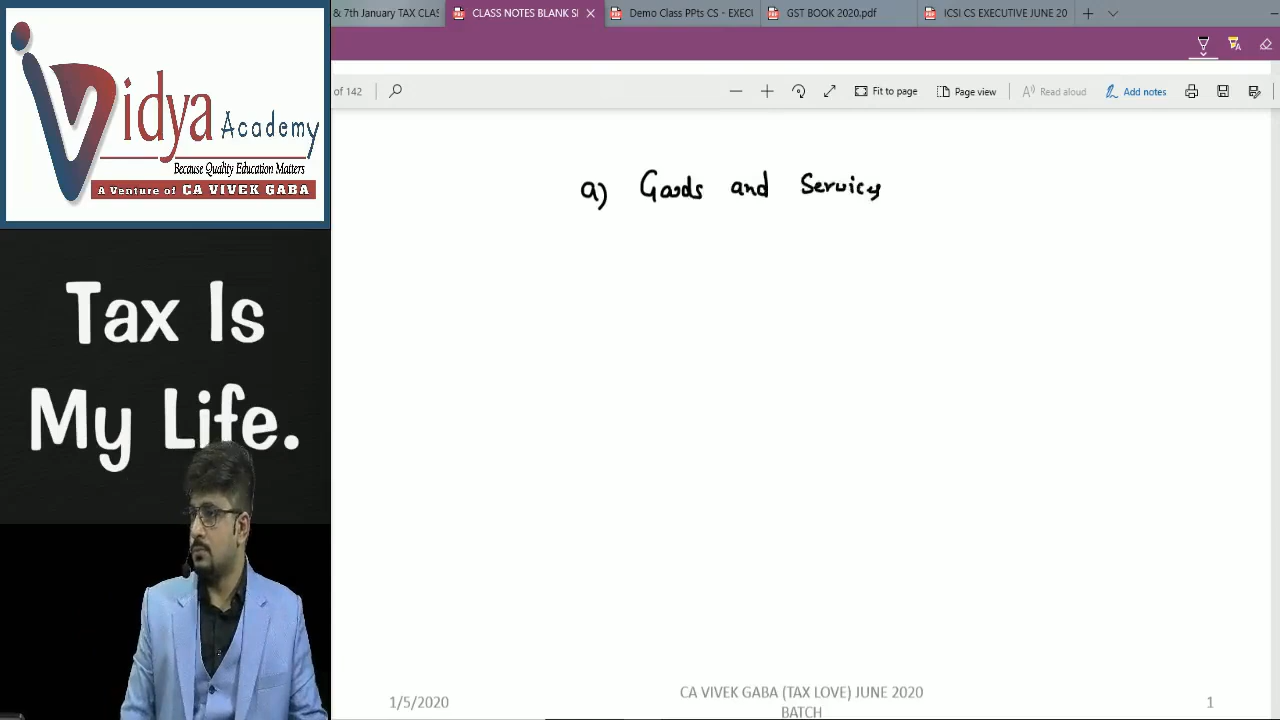 & 7th January TAX CLAS
CLASS NOTES BLANK SI
Demo Class PPts CS - EXECI
GST BOOK 2020.pdf
ICSI CS EXECUTIVE JUNE 20
of 142
Fit to page
Page view
Read aloud
Add notes
Vidya Academy
Because Quality Education Matters
A Venture of CA VIVEK GABA
a) Goods and Services
Tax Is
My Life.
1/5/2020
CA VIVEK GABA (TAX LOVE) JUNE 2020
BATCH
1